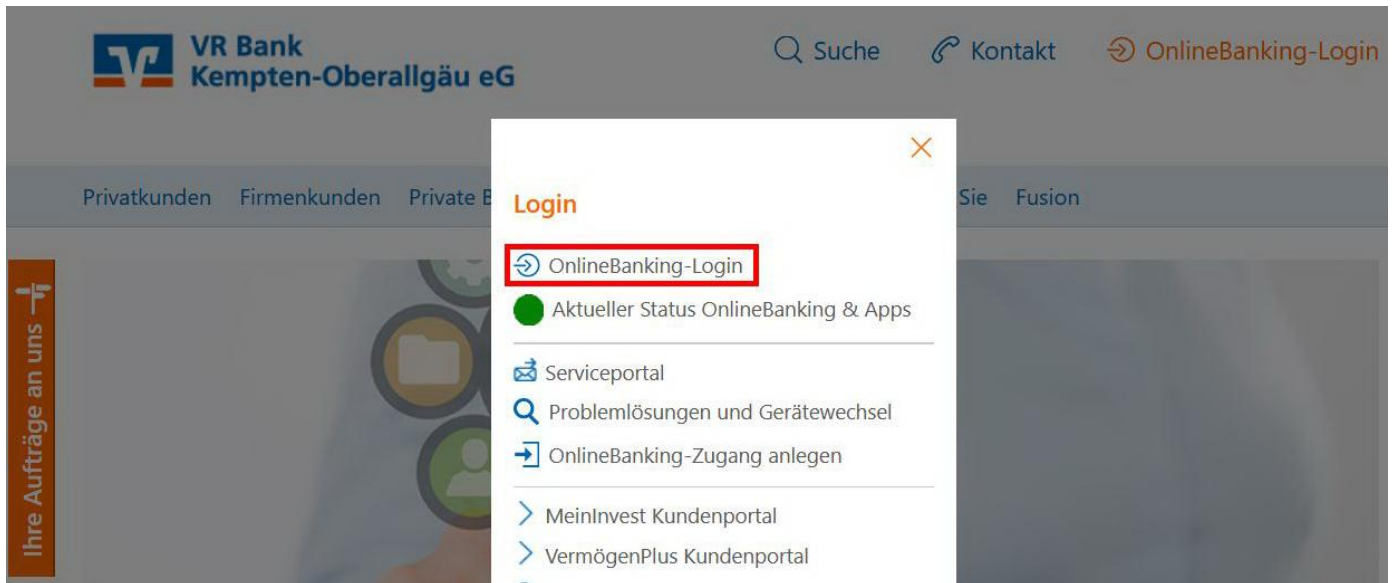 VR Bank
Kempten-Oberallgäu eG
Suche
Kontakt
OnlineBanking-Login
Privatkunden
Firmenkunden
Private
Sie
Fusion
Login
OnlineBanking-Login
Aktueller Status OnlineBanking & Apps
Serviceportal
Problemlösungen und Gerätewechsel
OnlineBanking-Zugang anlegen
MeinInvest Kundenportal
VermögenPlus Kundenportal
Ihre Aufträge an uns